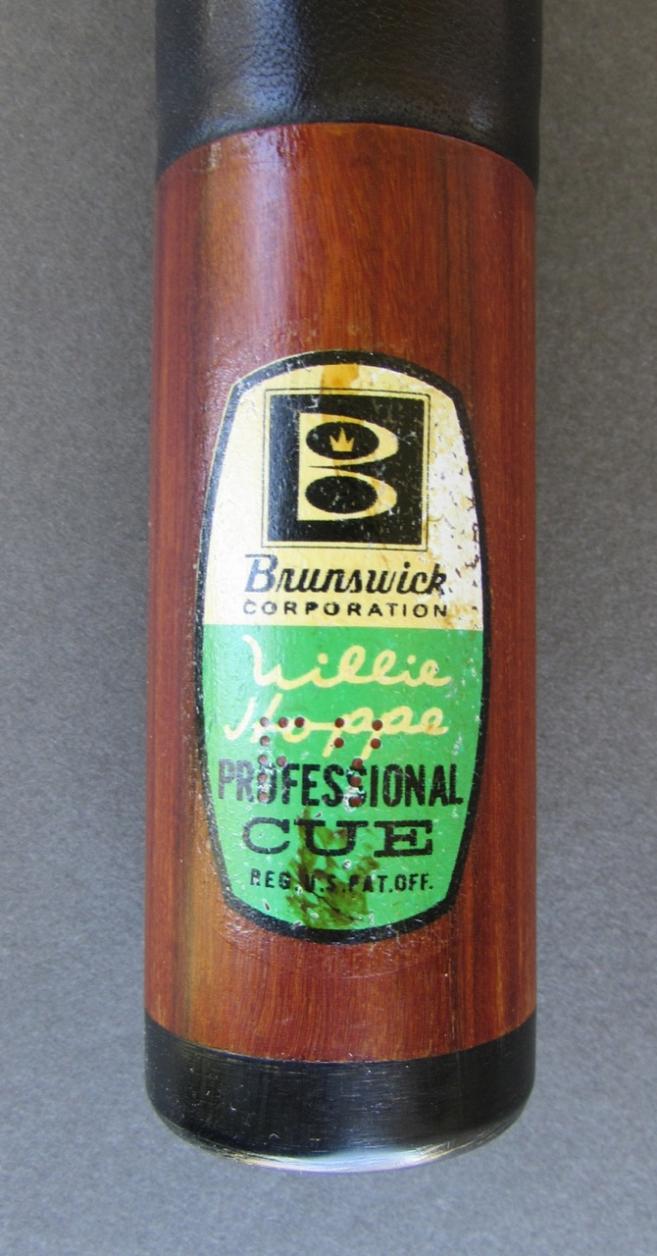 B
Brunswick
CORPORATION
Willie
Hoppe
PROFESSIONAL
CUE
REG. U.S. PAT. OFF.